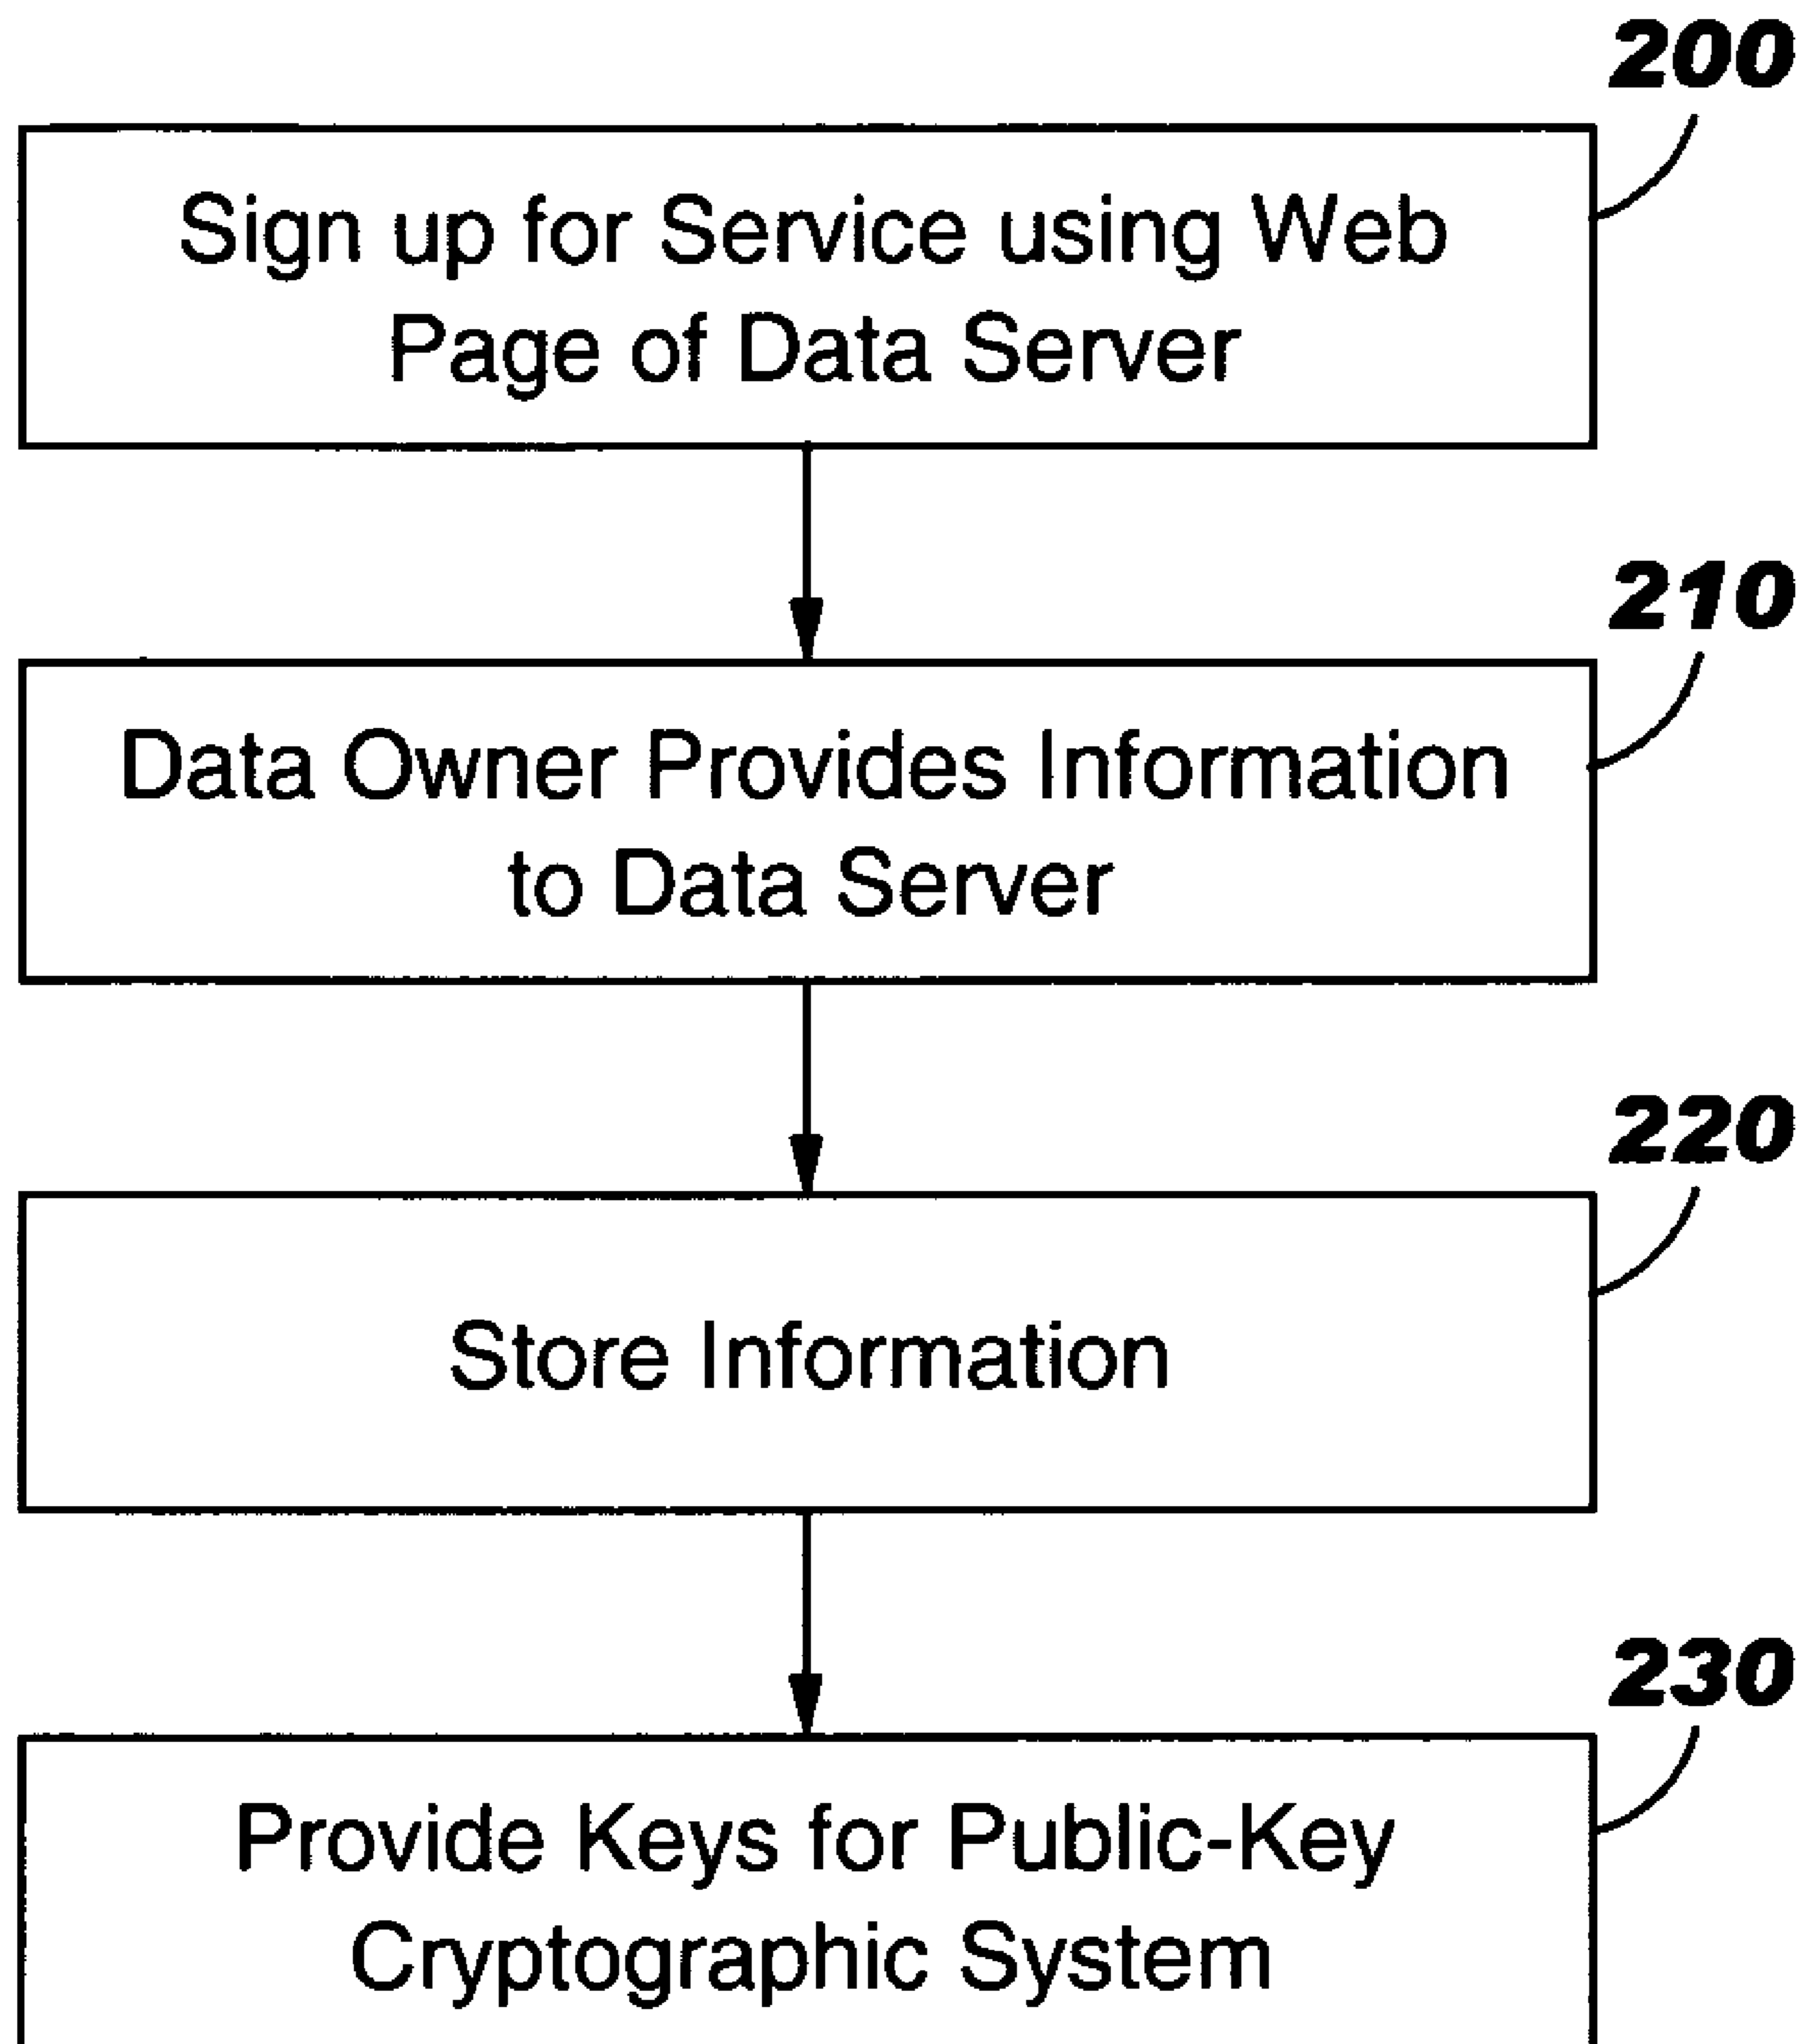 200
Sign up for Service using Web
Page of Data Server
210
Data Owner Provides Information
to Data Server
220
Store Information
230
Provide Keys for Public-Key
Cryptographic System